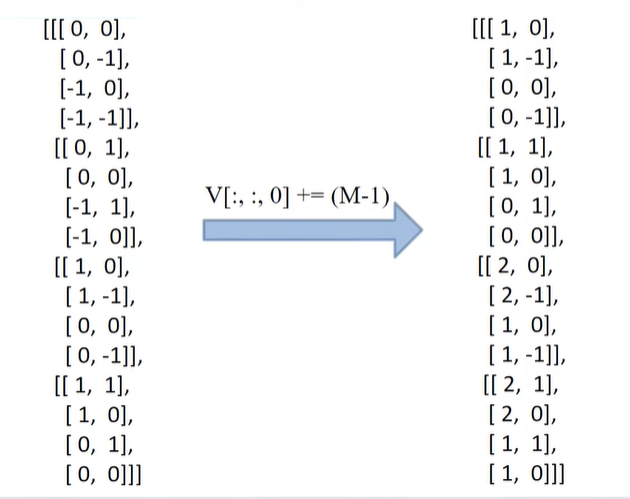 [[[ 0, 0],
[ 0, -1],
[-1, 0],
[-1, -1]],
[[ 0, 1],
[ 0, 0],
[-1, 1],
[-1, 0]],
[[ 1, 0],
[ 1, -1],
[ 0, 0],
[ 0, -1]],
[[ 1, 1],
[ 1, 0],
[ 0, 1],
[ 0, 0]]]
V[:, :, 0] += (M-1)
[[[ 1, 0],
[ 1, -1],
[ 0, 0],
[ 0, -1]],
[[ 1, 1],
[ 1, 0],
[ 0, 1],
[ 0, 0]],
[[ 2, 0],
[ 2, -1],
[ 1, 0],
[ 1, -1]],
[[ 2, 1],
[ 2, 0],
[ 1, 1],
[ 1, 0]]]